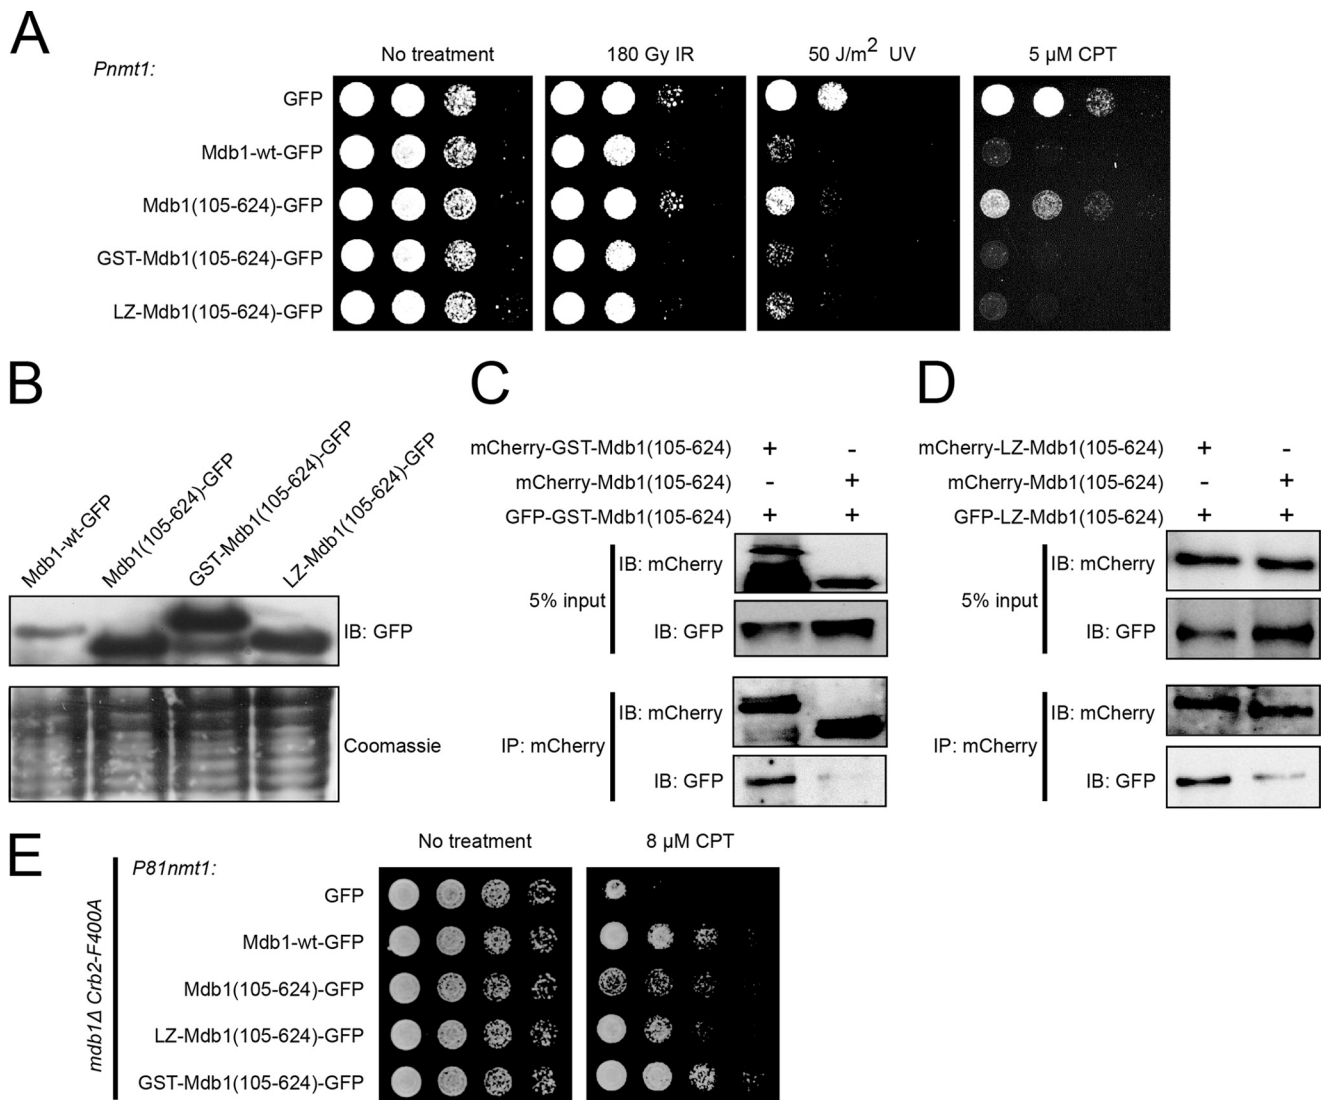 A
Pnmt1:
No treatment
180 Gy IR
50 J/m2 UV
5 µM CPT
GFP
Mdb1-wt-GFP
Mdb1(105-624)-GFP
GST-Mdb1(105-624)-GFP
LZ-Mdb1(105-624)-GFP
B
Mdb1-wt-GFP
Mdb1(105-624)-GFP
GST-Mdb1(105-624)-GFP
LZ-Mdb1(105-624)-GFP
IB: GFP
Coomassie
C
mCherry-GST-Mdb1(105-624) + -
mCherry-Mdb1(105-624) - +
GFP-GST-Mdb1(105-624) + +
5% input
IB: mCherry
IB: GFP
IP: mCherry
IB: mCherry
IB: GFP
D
mCherry-LZ-Mdb1(105-624) + -
mCherry-Mdb1(105-624) - +
GFP-LZ-Mdb1(105-624) + +
5% input
IB: mCherry
IB: GFP
IP: mCherry
IB: mCherry
IB: GFP
E
mdb1Δ Crb2-F400A
P81nmt1:
No treatment
8 µM CPT
GFP
Mdb1-wt-GFP
Mdb1(105-624)-GFP
LZ-Mdb1(105-624)-GFP
GST-Mdb1(105-624)-GFP